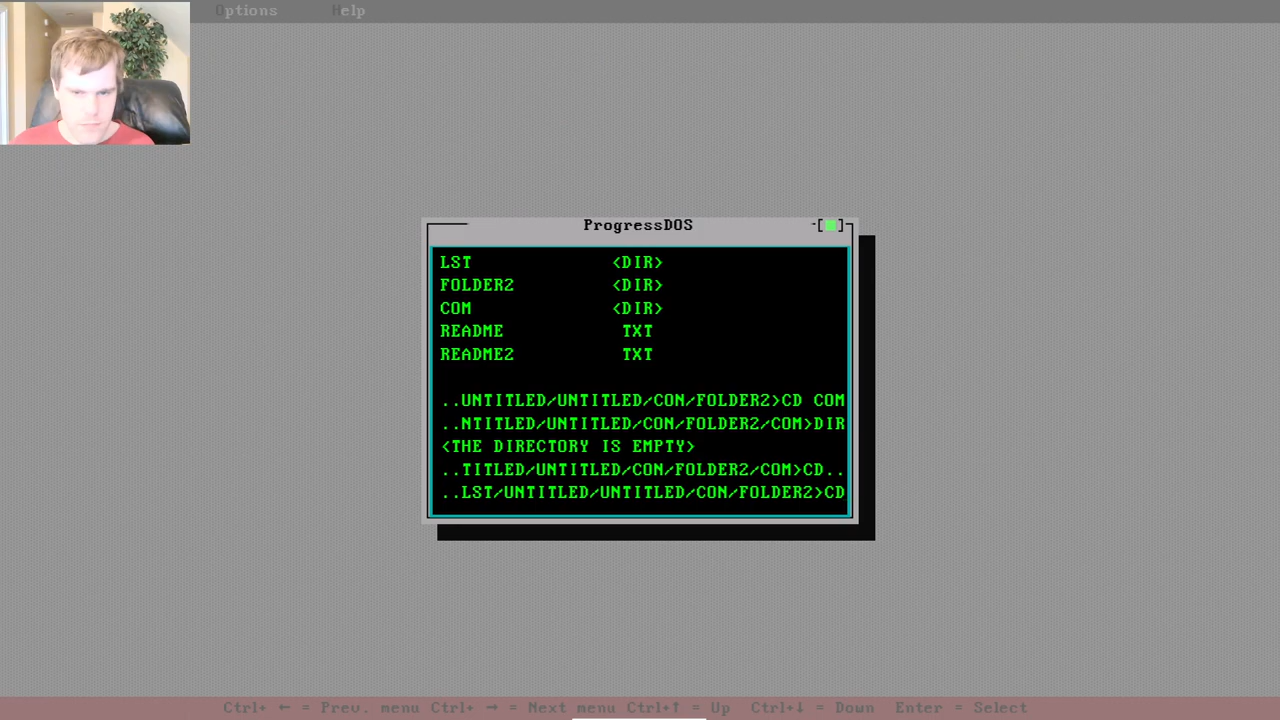 Options Help
ProgressDOS
[■]
LST <DIR>
FOLDER2 <DIR>
COM <DIR>
README TXT
README2 TXT
..UNTITLED/UNTITLED/CON/FOLDER2>CD COM
..NTITLED/UNTITLED/CON/FOLDER2/COM>DIR
<THE DIRECTORY IS EMPTY>
..TITLED/UNTITLED/CON/FOLDER2/COM>CD..
..LST/UNTITLED/UNTITLED/CON/FOLDER2>CD
Ctrl+ ← = Prev. menu Ctrl+ → = Next menu Ctrl+↑ = Up Ctrl+↓ = Down Enter = Select